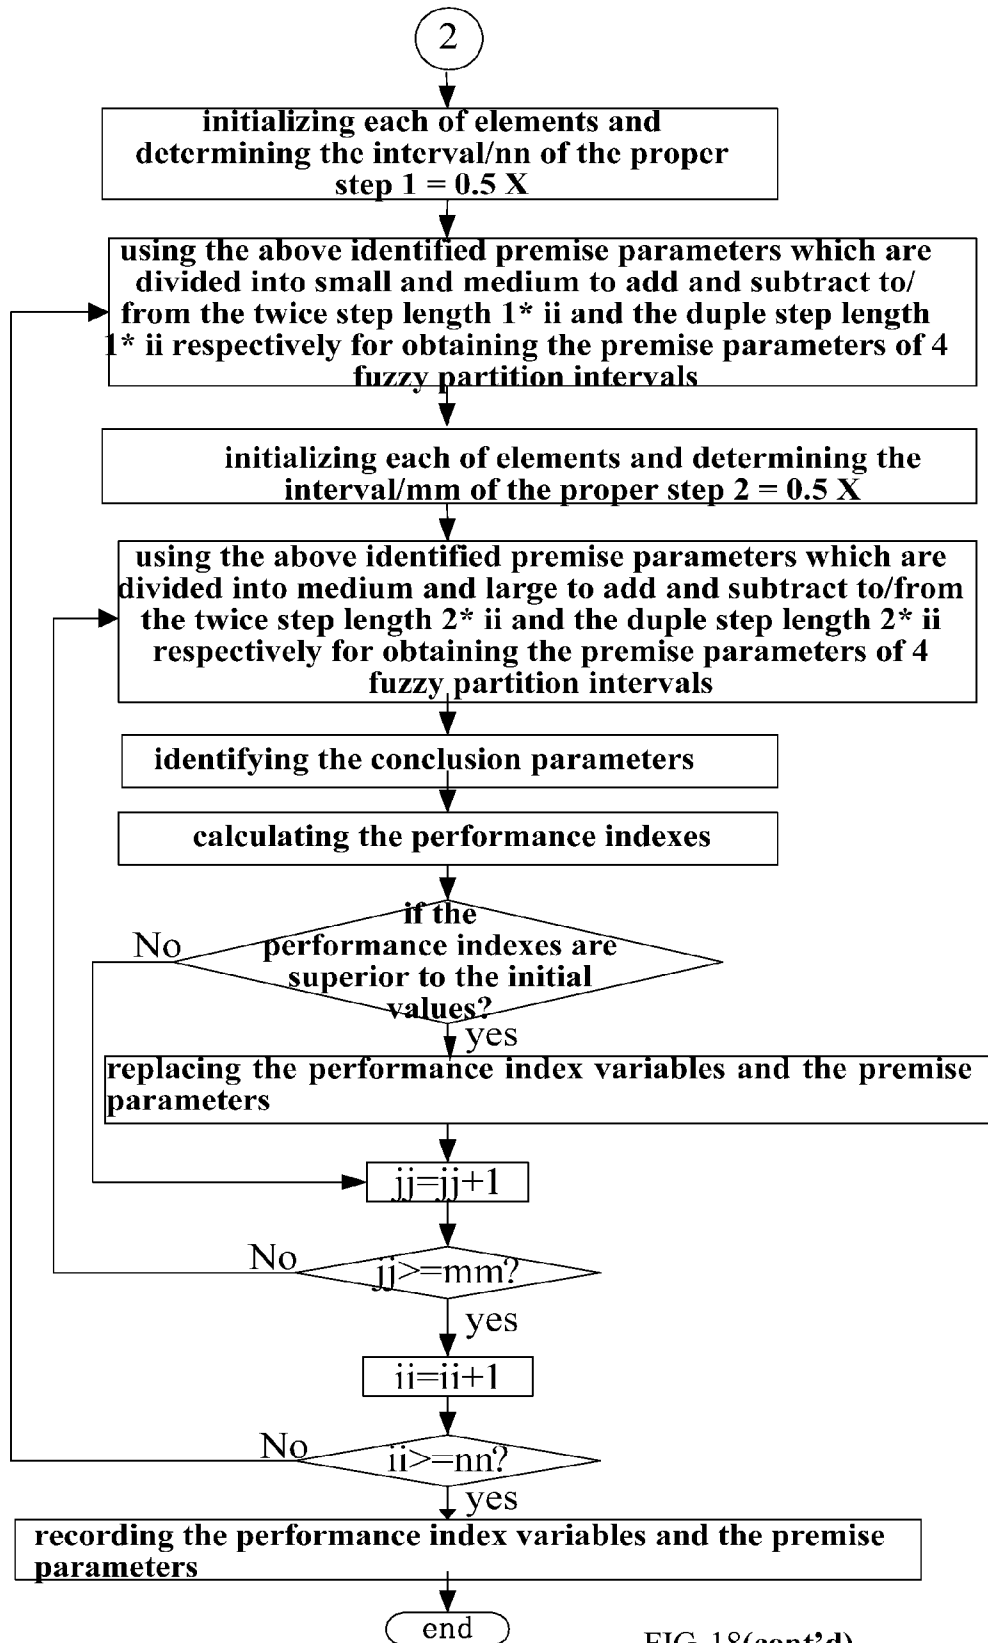 2
initializing each of elements and
determining the interval/nn of the proper
step 1 = 0.5 X
using the above identified premise parameters which are
divided into small and medium to add and subtract to/
from the twice step length 1* ii and the duple step length
1* ii respectively for obtaining the premise parameters of 4
fuzzy partition intervals
initializing each of elements and determining the
interval/mm of the proper step 2 = 0.5 X
using the above identified premise parameters which are
divided into medium and large to add and subtract to/from
the twice step length 2* ii and the duple step length 2* ii
respectively for obtaining the premise parameters of 4
fuzzy partition intervals
identifying the conclusion parameters
calculating the performance indexes
if the
performance indexes are
superior to the initial
values?
No
yes
replacing the performance index variables and the premise
parameters
jj=jj+1
No
jj>=mm?
yes
ii=ii+1
No
ii>=nn?
yes
recording the performance index variables and the premise
parameters
end
FIG.18(cont'd)